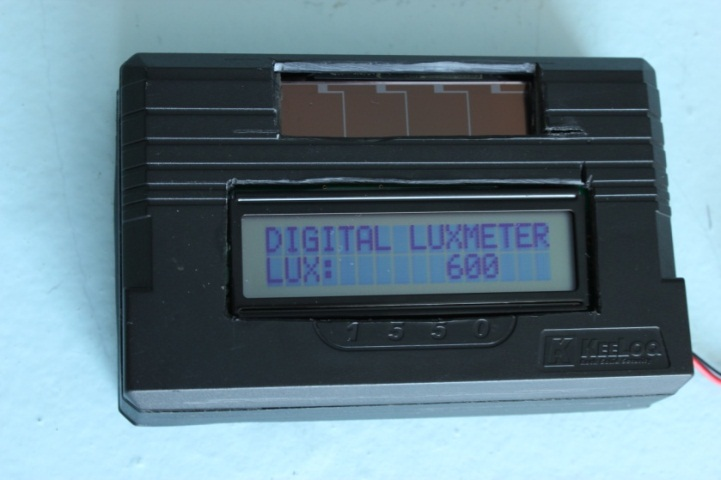 DIGITAL LUXMETER
LUX: 600
1 5 5 0
K KEELOQ